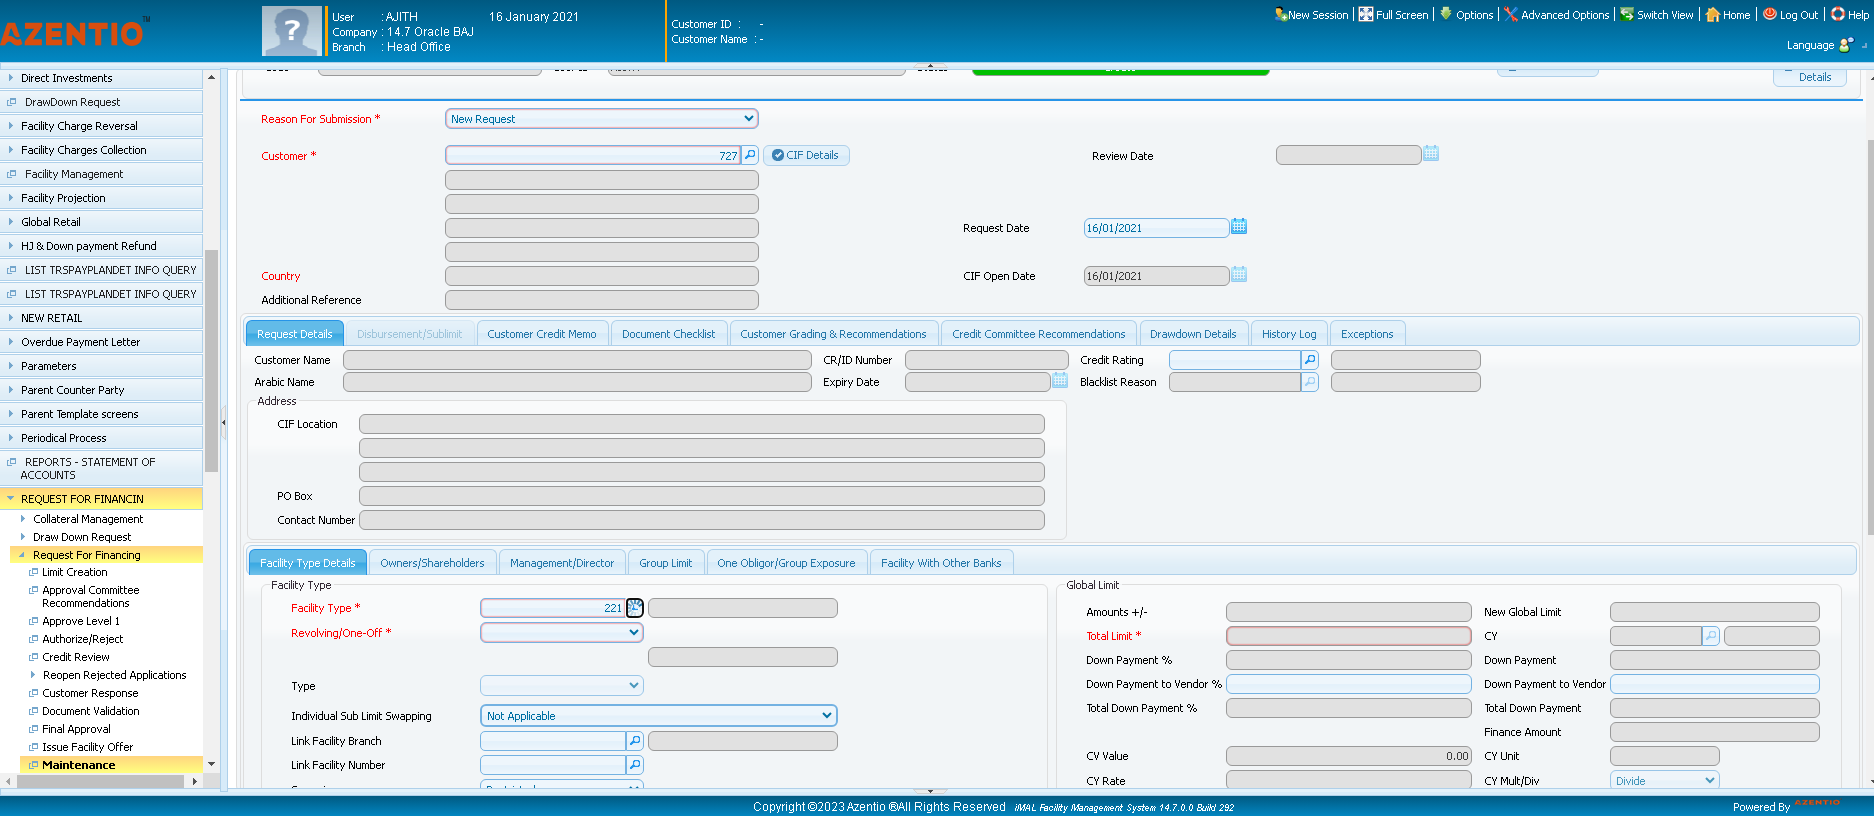 AZENTIO™
User : AJITH 16 January 2021
Company : 14.7 Oracle BAJ
Branch : Head Office
Customer ID : -
Customer Name : -
New Session | Full Screen | Options | Advanced Options | Switch View | Home | Log Out | Help
Language
Direct Investments
DrawDown Request
Facility Charge Reversal
Facility Charges Collection
Facility Management
Facility Projection
Global Retail
HJ & Down payment Refund
LIST TRSPAYPLANDET INFO QUERY
LIST TRSPAYPLANDET INFO QUERY
NEW RETAIL
Overdue Payment Letter
Parameters
Parent Counter Party
Parent Template screens
Periodical Process
REPORTS - STATEMENT OF
ACCOUNTS
REQUEST FOR FINANCIN
Collateral Management
Draw Down Request
Request For Financing
Limit Creation
Approval Committee
Recommendations
Approve Level 1
Authorize/Reject
Credit Review
Reopen Rejected Applications
Customer Response
Document Validation
Final Approval
Issue Facility Offer
Maintenance
Details
Reason For Submission * New Request
Customer * 727 CIF Details Review Date
Request Date 16/01/2021
Country CIF Open Date 16/01/2021
Additional Reference
Request Details Disbursement/Sublimit Customer Credit Memo Document Checklist Customer Grading & Recommendations Credit Committee Recommendations Drawdown Details History Log Exceptions
Customer Name CR/ID Number Credit Rating
Arabic Name Expiry Date Blacklist Reason
Address
CIF Location
PO Box
Contact Number
Facility Type Details Owners/Shareholders Management/Director Group Limit One Obligor/Group Exposure Facility With Other Banks
Facility Type
Facility Type * 221
Revolving/One-Off *
Type
Individual Sub Limit Swapping Not Applicable
Link Facility Branch
Link Facility Number
Global Limit
Amounts +/- New Global Limit
Total Limit * CY
Down Payment % Down Payment
Down Payment to Vendor % Down Payment to Vendor
Total Down Payment % Total Down Payment
Finance Amount
CV Value 0.00 CY Unit
CY Rate CY Mult/Div Divide
Copyright ©2023 Azentio ®All Rights Reserved iMAL Facility Management System 14.7.0.0 Build 292
Powered By AZENTIO